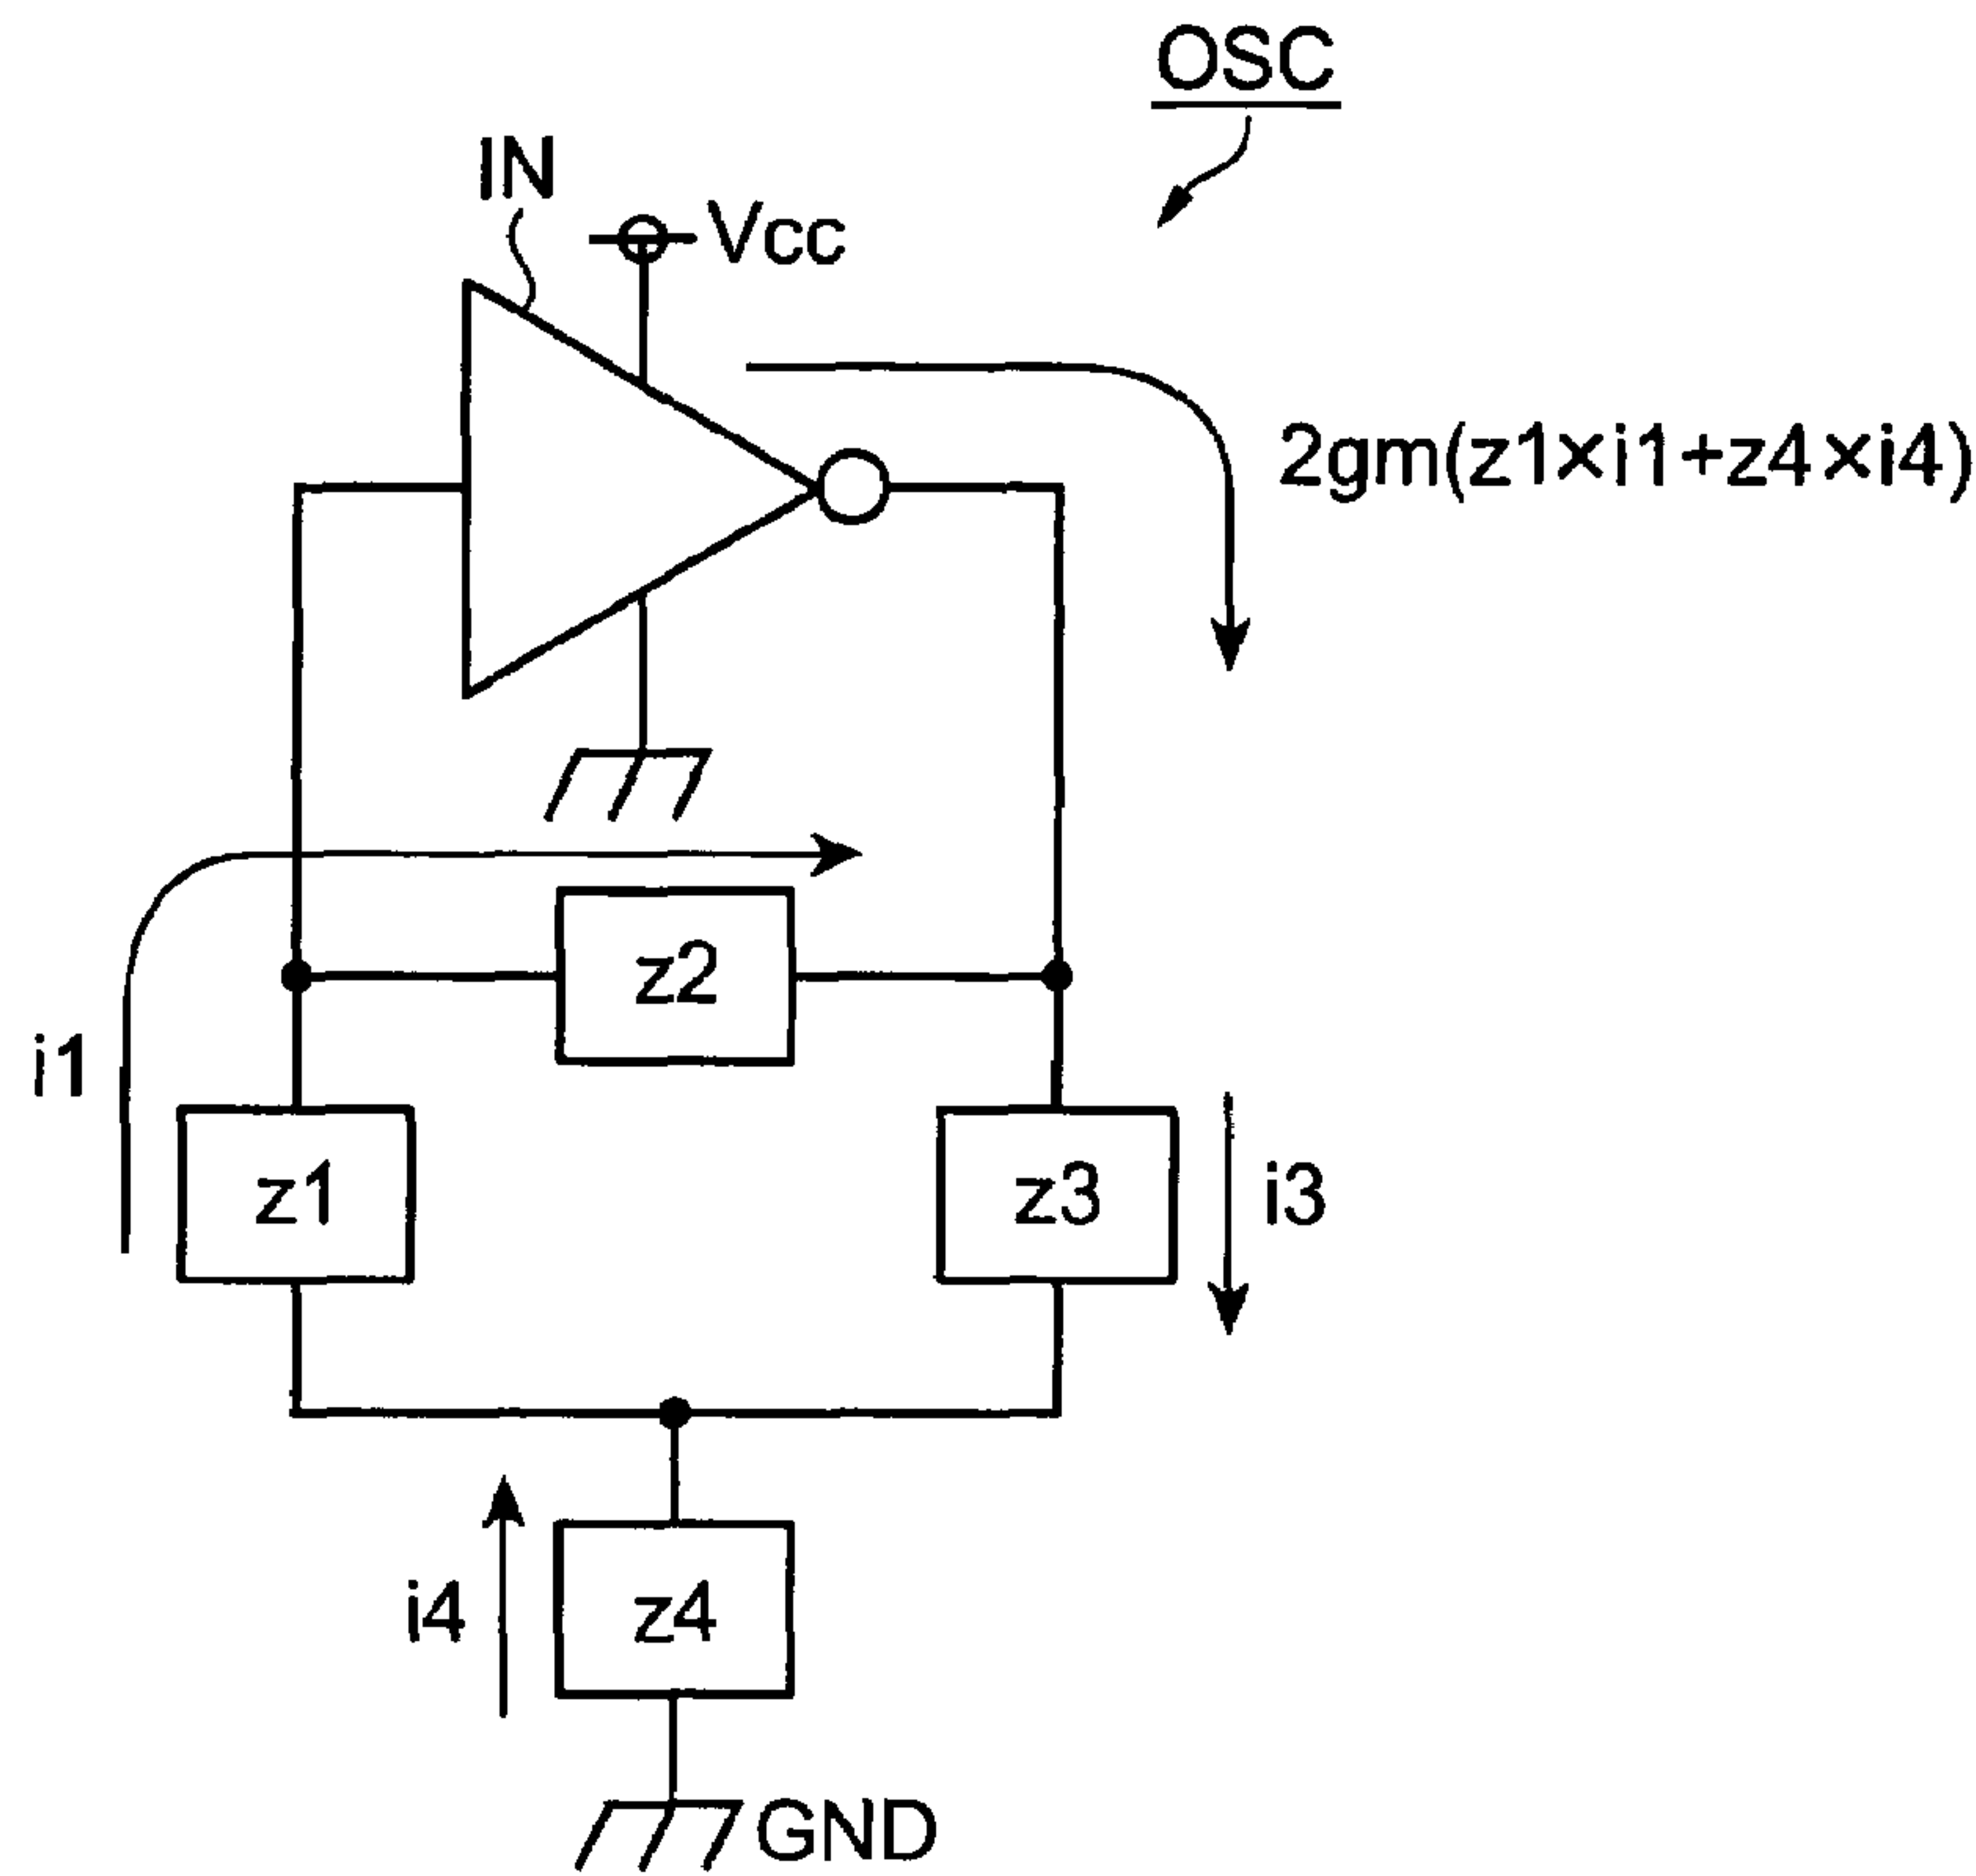 OSC
IN
Vcc
2gm(z1×i1+z4×i4)
z2
i1
z1
z3
i3
i4
z4
GND